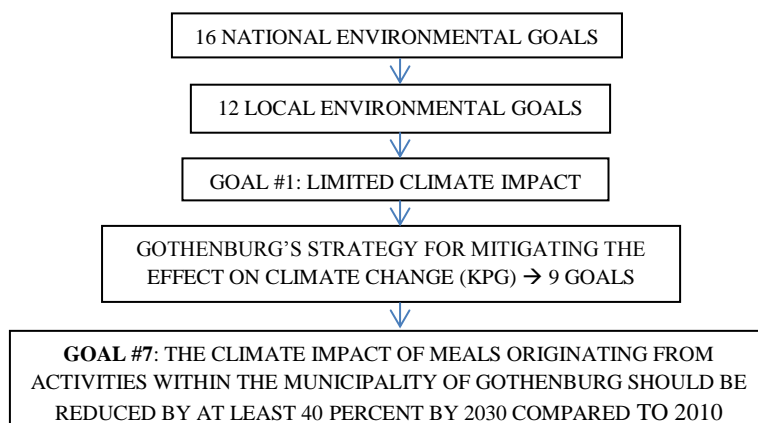 16 NATIONAL ENVIRONMENTAL GOALS
12 LOCAL ENVIRONMENTAL GOALS
GOAL #1: LIMITED CLIMATE IMPACT
GOTHENBURG'S STRATEGY FOR MITIGATING THE
EFFECT ON CLIMATE CHANGE (KPG) → 9 GOALS
GOAL #7: THE CLIMATE IMPACT OF MEALS ORIGINATING FROM
ACTIVITIES WITHIN THE MUNICIPALITY OF GOTHENBURG SHOULD BE
REDUCED BY AT LEAST 40 PERCENT BY 2030 COMPARED TO 2010